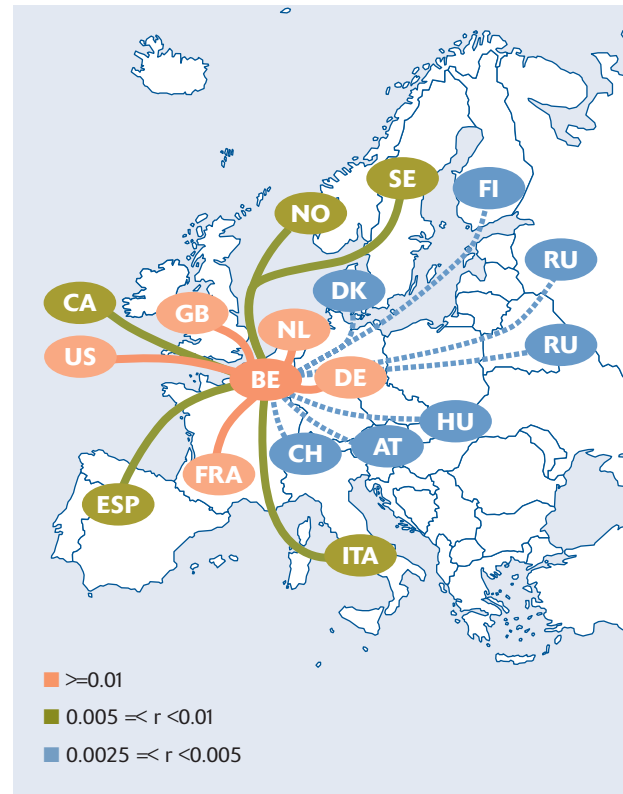 SE
FI
NO
RU
DK
CA
GB
NL
US
RU
BE
DE
HU
CH
AT
FRA
ESP
ITA
>=0.01
0.005 =< r <0.01
0.0025 =< r <0.005